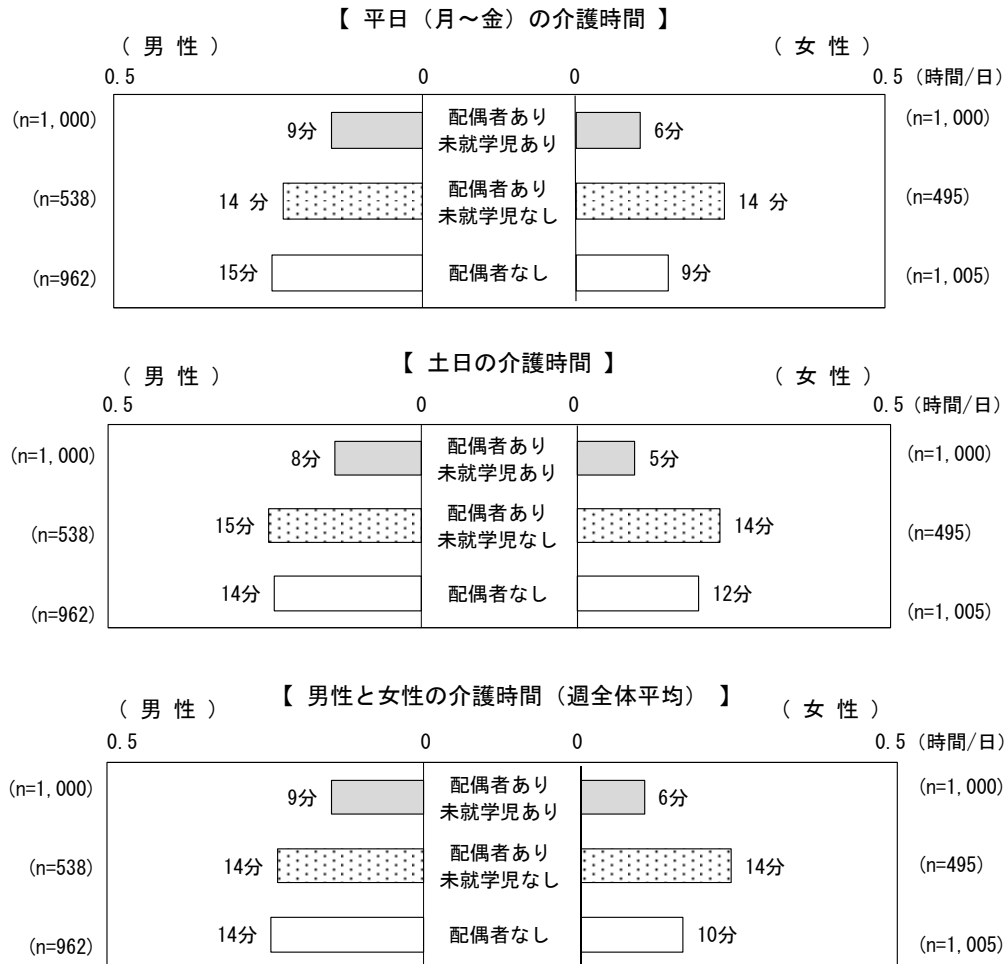 【 平日（月～金）の介護時間 】
（ 男 性 ） （ 女 性 ）
0.5 0 0 0.5 (時間/日)
(n=1,000) 9分 配偶者あり 6分 (n=1,000)
未就学児あり
(n=538) 14 分 配偶者あり 14 分 (n=495)
未就学児なし
(n=962) 15分 配偶者なし 9分 (n=1,005)
【 土日の介護時間 】
（ 男 性 ） （ 女 性 ）
0.5 0 0 0.5 (時間/日)
(n=1,000) 8分 配偶者あり 5分 (n=1,000)
未就学児あり
(n=538) 15分 配偶者あり 14分 (n=495)
未就学児なし
(n=962) 14分 配偶者なし 12分 (n=1,005)
【 男性と女性の介護時間（週全体平均） 】
（ 男 性 ） （ 女 性 ）
0.5 0 0 0.5 (時間/日)
(n=1,000) 9分 配偶者あり 6分 (n=1,000)
未就学児あり
(n=538) 14分 配偶者あり 14分 (n=495)
未就学児なし
(n=962) 14分 配偶者なし 10分 (n=1,005)